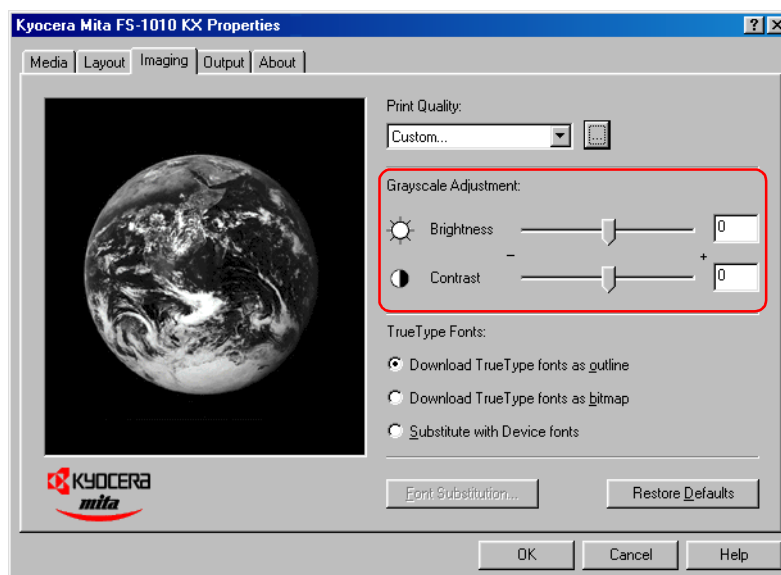 Kyocera Mita FS-1010 KX Properties
Media Layout Imaging Output About
Print Quality:
Custom...
...
Grayscale Adjustment:
Brightness 0
- +
Contrast 0
TrueType Fonts:
Download TrueType fonts as outline
Download TrueType fonts as bitmap
Substitute with Device fonts
KYOCERA
mita
Font Substitution... Restore Defaults
OK Cancel Help